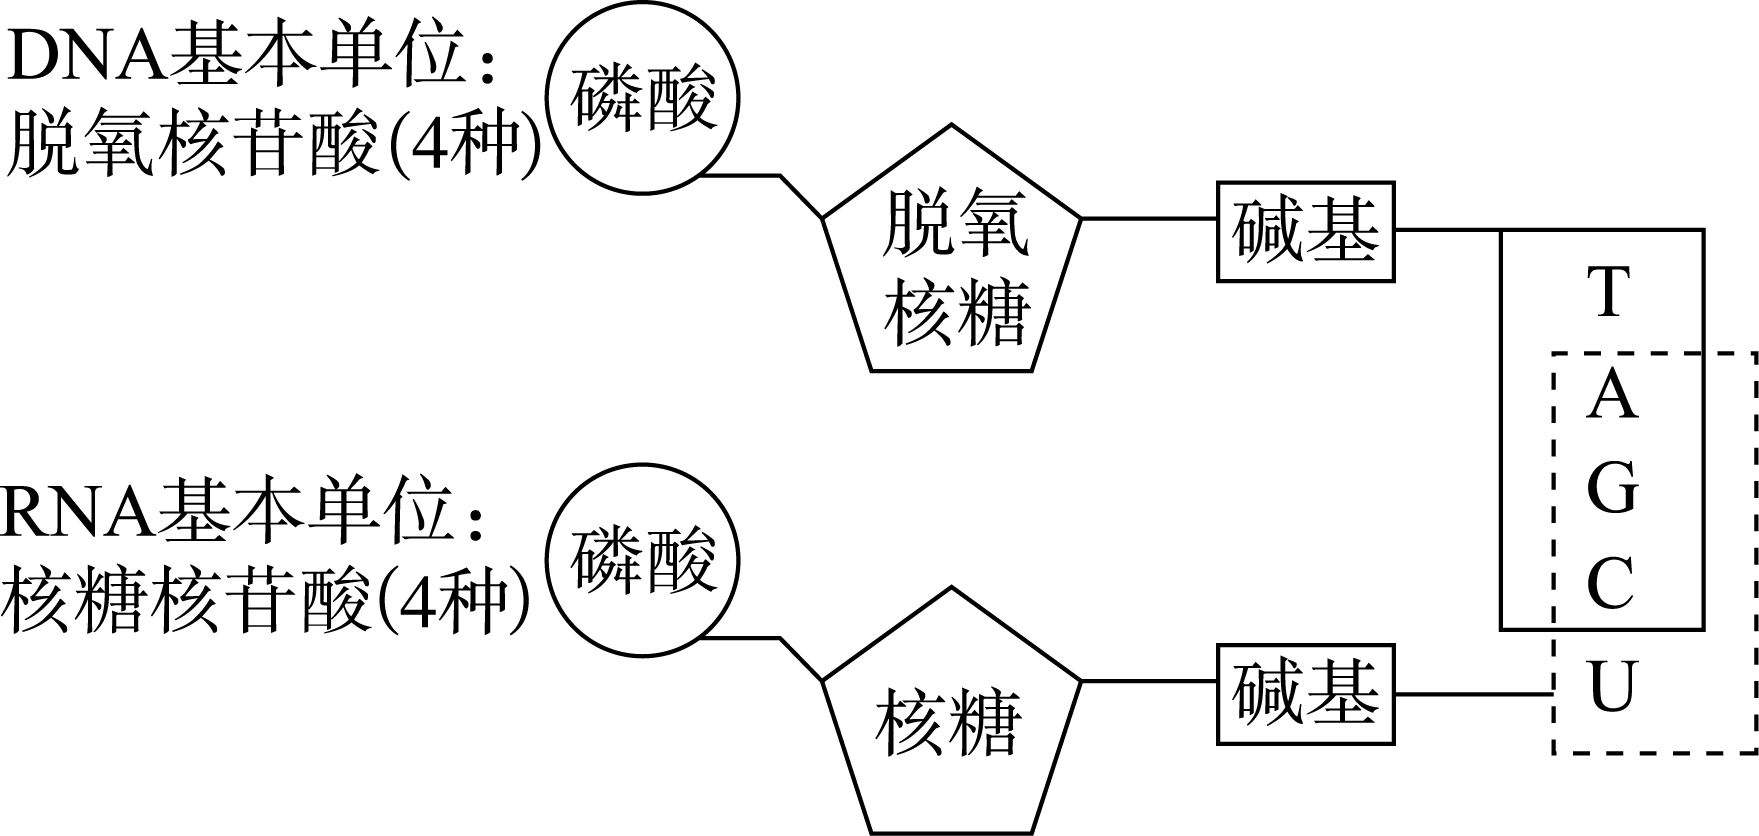 DNA基本单位:
脱氧核苷酸(4种)
磷酸
脱氧
核糖
碱基
T
A
G
C
U
RNA基本单位:
核糖核苷酸(4种)
磷酸
核糖
碱基